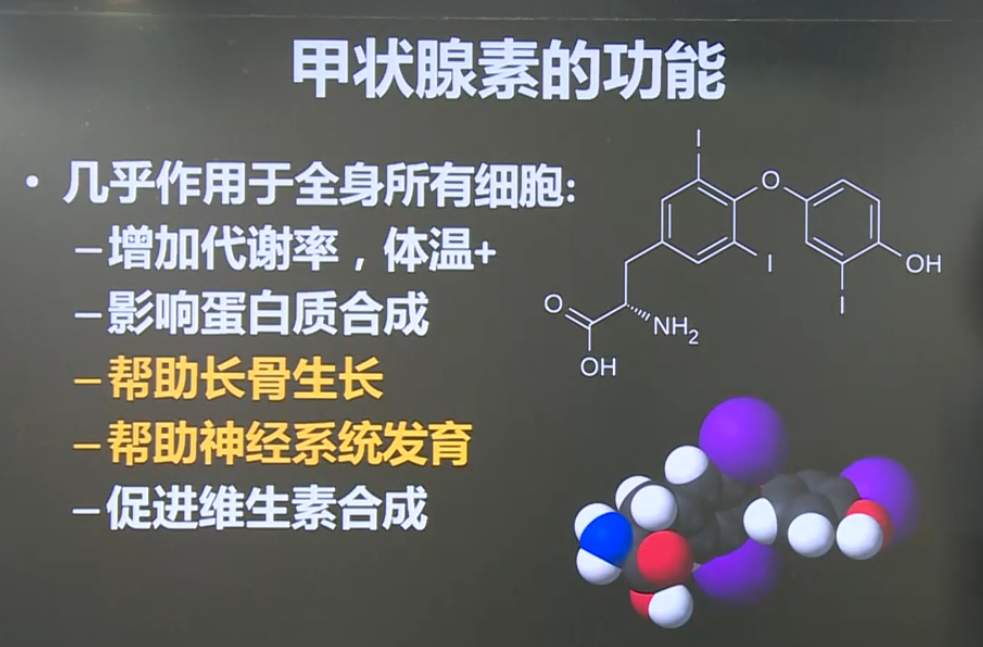 甲状腺素的功能
• 几乎作用于全身所有细胞:
–增加代谢率，体温+
–影响蛋白质合成
–帮助长骨生长
–帮助神经系统发育
–促进维生素合成
I
O
I
OH
I
O
NH2
OH